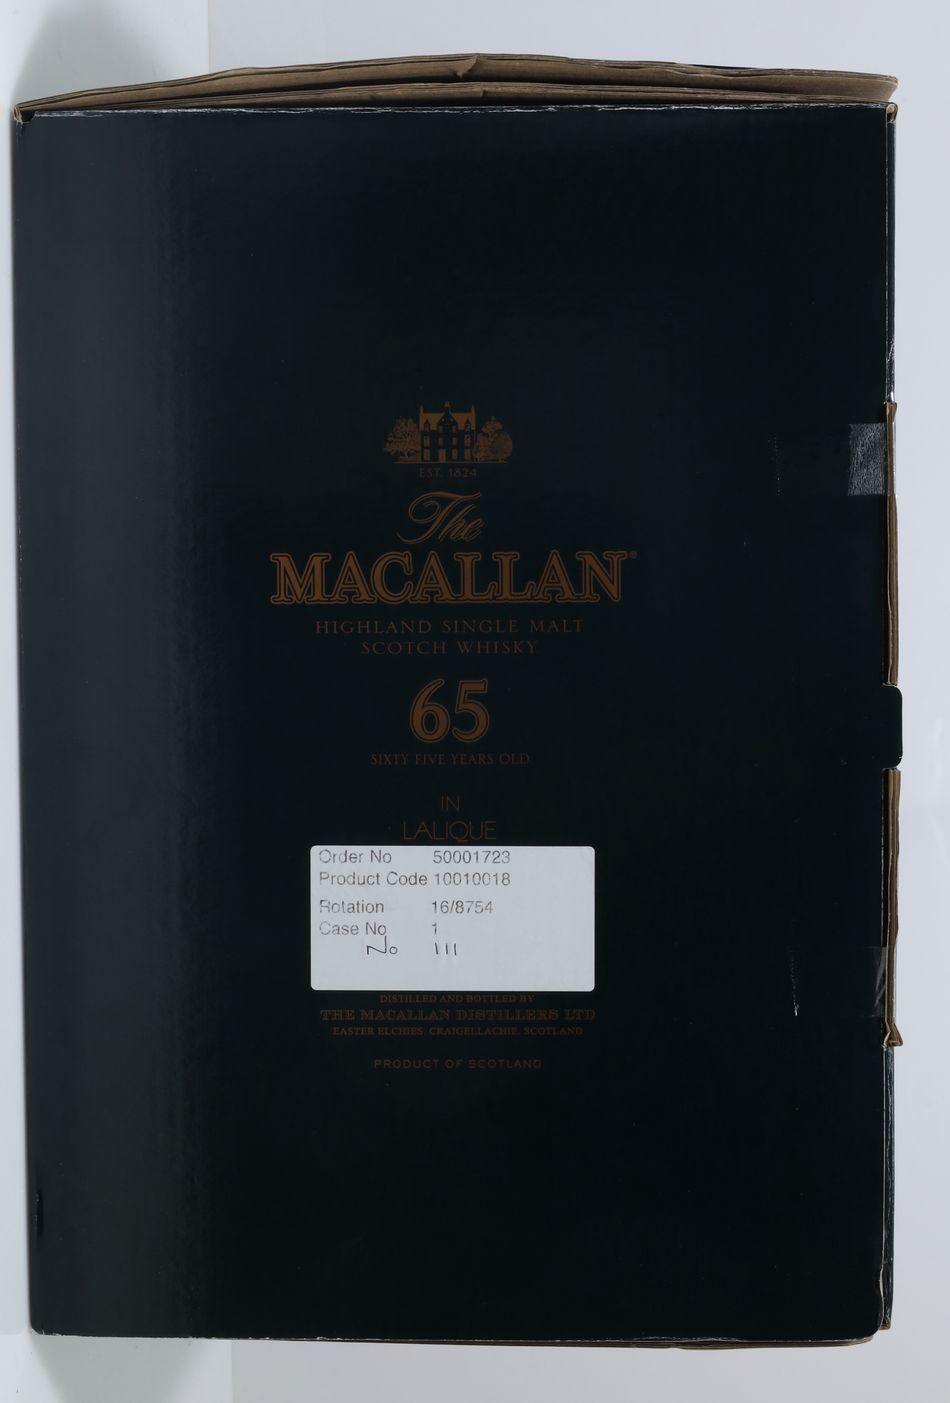 EST. 1824
The
MACALLAN®
HIGHLAND SINGLE MALT
SCOTCH WHISKY
65
SIXTY FIVE YEARS OLD
IN
LALIQUE
Order No 50001723
Product Code 10010018
Rotation 16/8754
Case No 1
No 111
DISTILLED AND BOTTLED BY
THE MACALLAN DISTILLERS LTD
EASTER ELCHIES, CRAIGELLACHIE, SCOTLAND
PRODUCT OF SCOTLAND